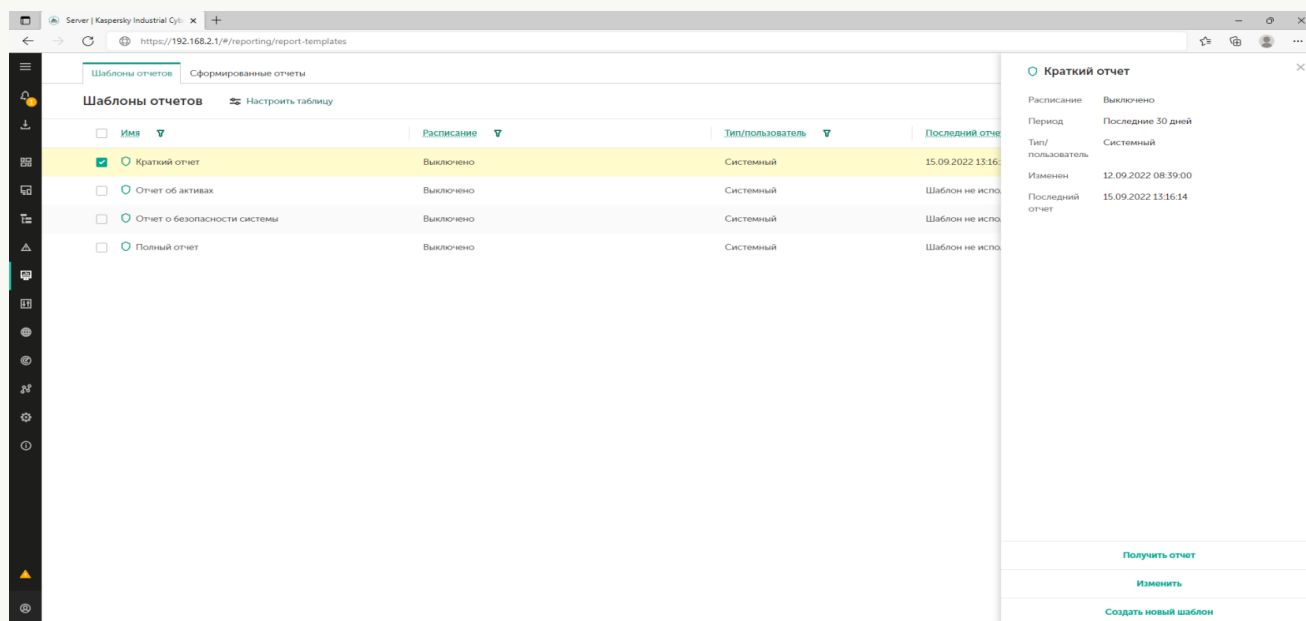 Server | Kaspersky Industrial Cyb
https://192.168.2.1/#/reporting/report-templates
Шаблоны отчетов Сформированные отчеты
Шаблоны отчетов Настроить таблицу
Имя Расписание Тип/пользователь Последний отче
Краткий отчет Выключено Системный 15.09.2022 13:16:
Отчет об активах Выключено Системный Шаблон не испо.
Отчет о безопасности системы Выключено Системный Шаблон не испо.
Полный отчет Выключено Системный Шаблон не испо.
Краткий отчет
Расписание Выключено
Период Последние 30 дней
Тип/ Системный
пользователь
Изменен 12.09.2022 08:39:00
Последний 15.09.2022 13:16:14
отчет
Получить отчет
Изменить
Создать новый шаблон